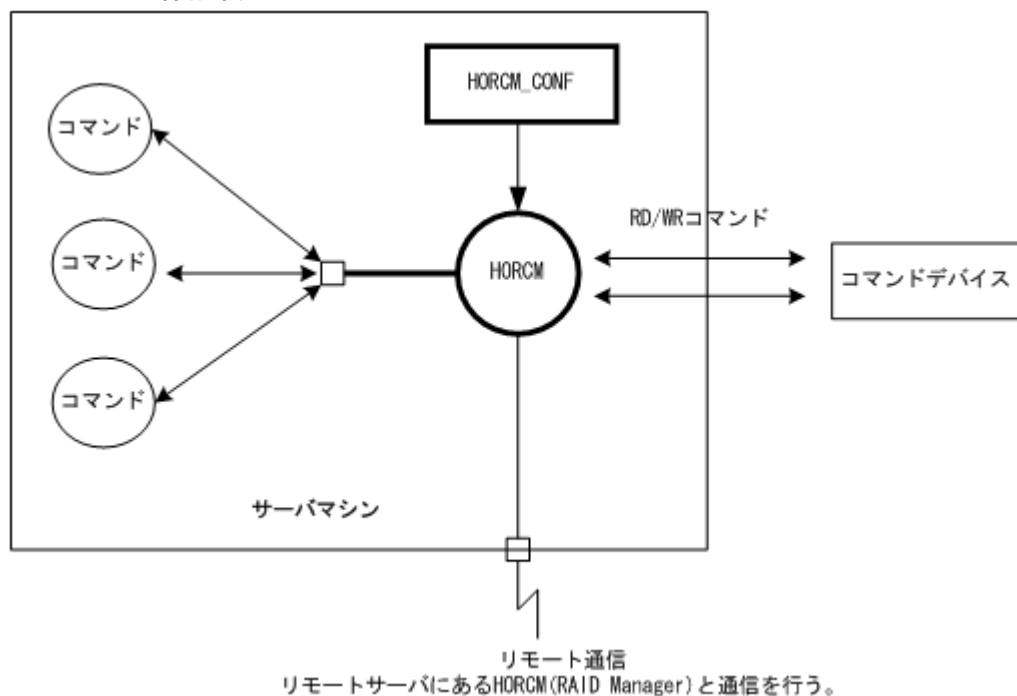 HORCM_CONF
コマンド
コマンド
コマンド
HORCM
RD/WRコマンド
コマンドデバイス
サーバマシン
リモート通信
リモートサーバにあるHORCM(RAID Manager)と通信を行う。